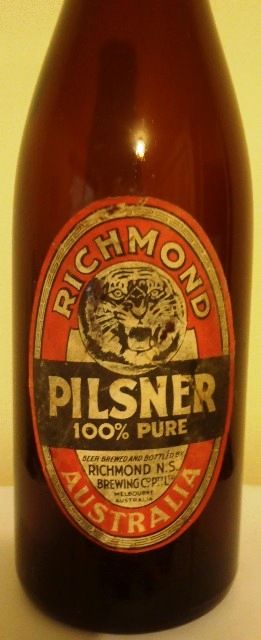 RICHMOND
PILSNER
100% PURE
BEER BREWED AND BOTTLED BY
RICHMOND N.S.
BREWING CO PTY LTD
MELBOURNE
AUSTRALIA
AUSTRALIA